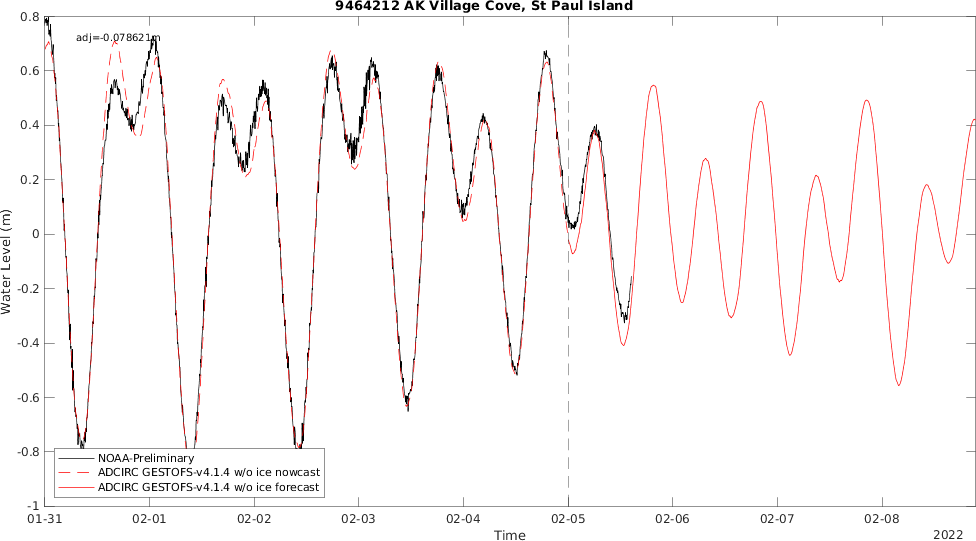 9464212 AK Village Cove, St Paul Island
adj=-0.078621m
0.8
0.6
0.4
0.2
0
-0.2
-0.4
-0.6
-0.8
-1
Water Level (m)
NOAA-Preliminary
ADCIRC GESTOFS-v4.1.4 w/o ice nowcast
ADCIRC GESTOFS-v4.1.4 w/o ice forecast
01-31 02-01 02-02 02-03 02-04 02-05 02-06 02-07 02-08
Time
2022